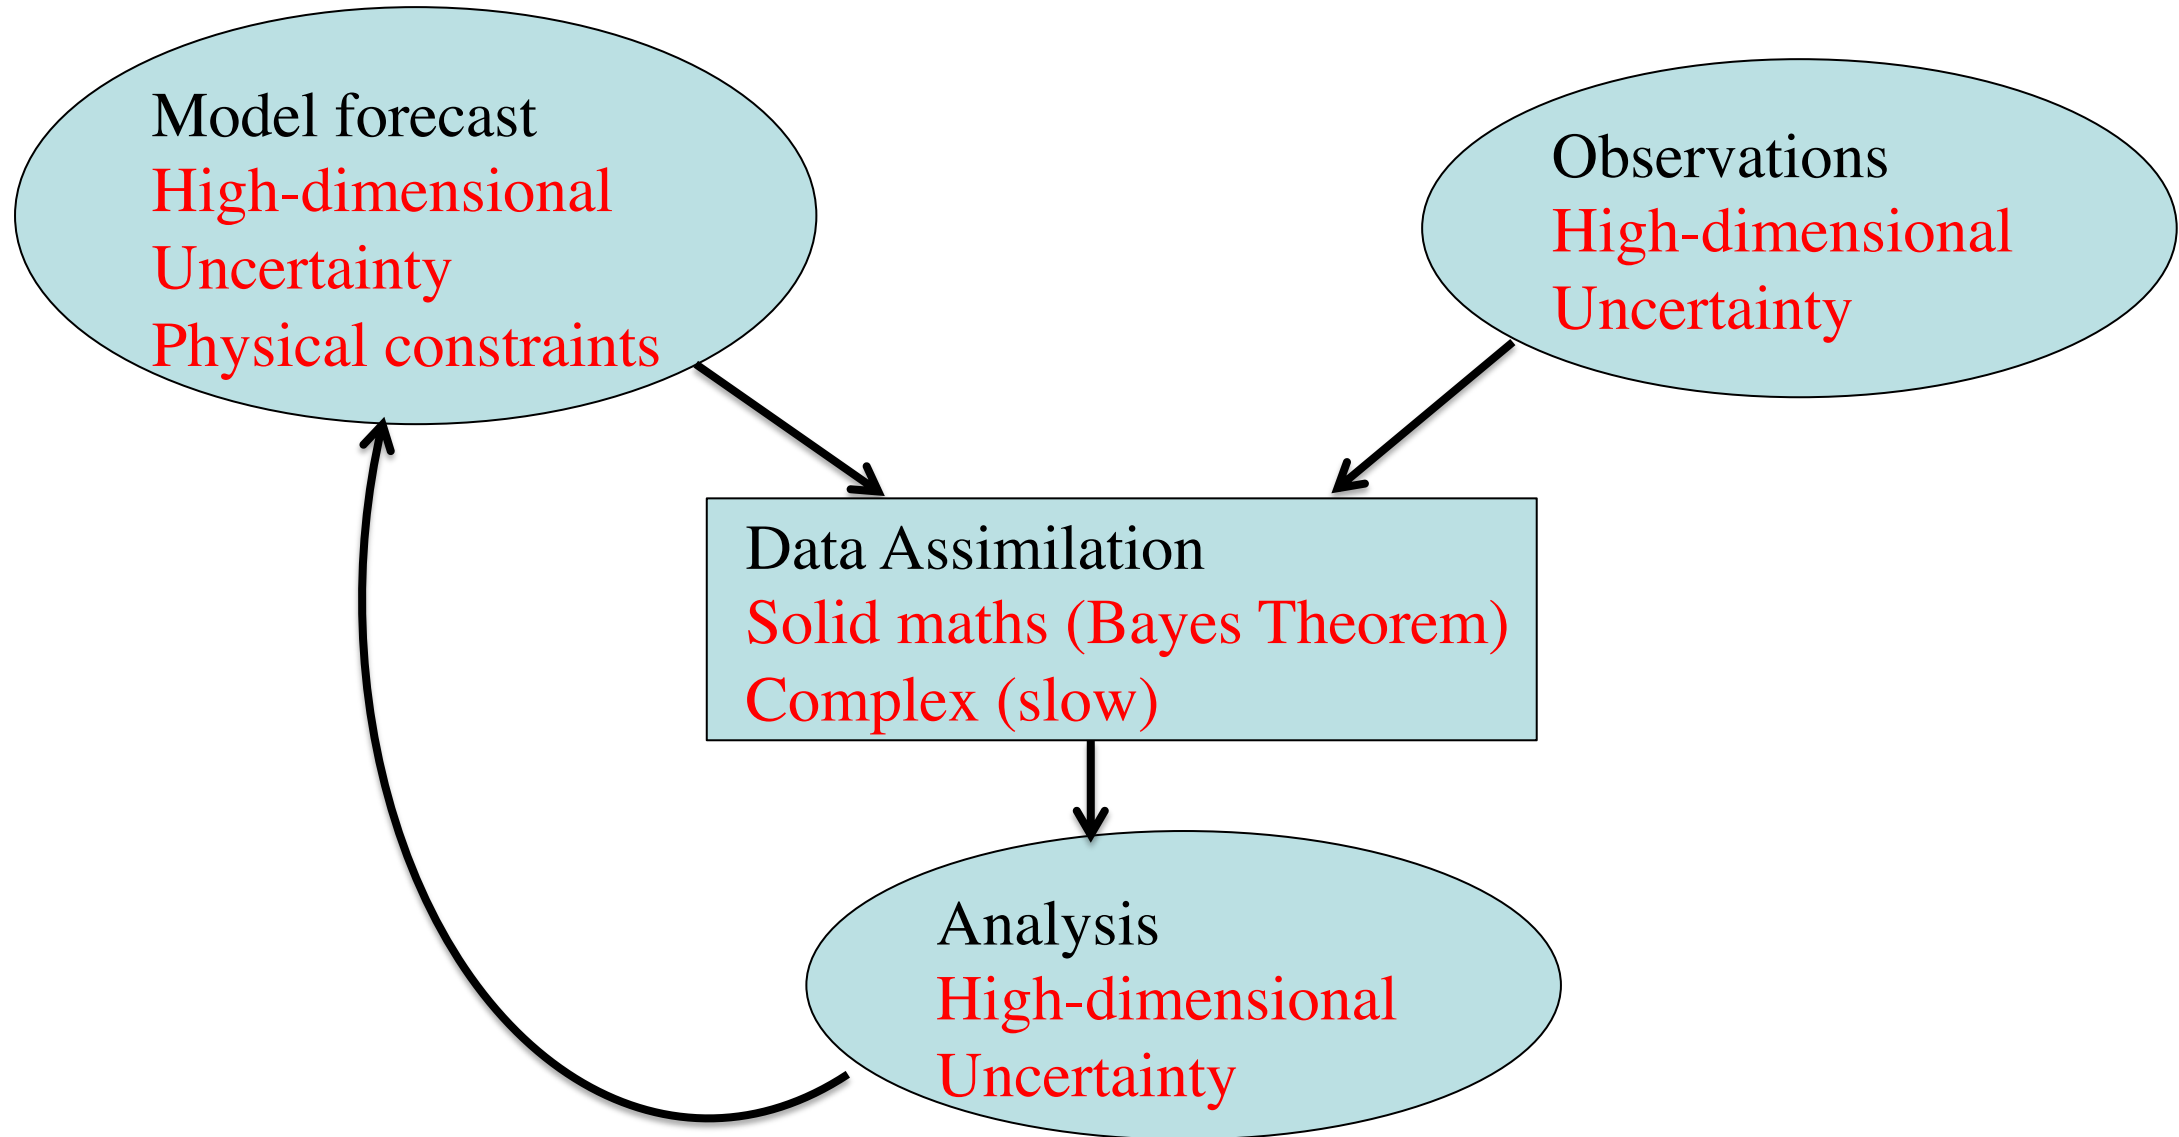 Model forecast
High-dimensional
Uncertainty
Physical constraints
Observations
High-dimensional
Uncertainty
Data Assimilation
Solid maths (Bayes Theorem)
Complex (slow)
Analysis
High-dimensional
Uncertainty